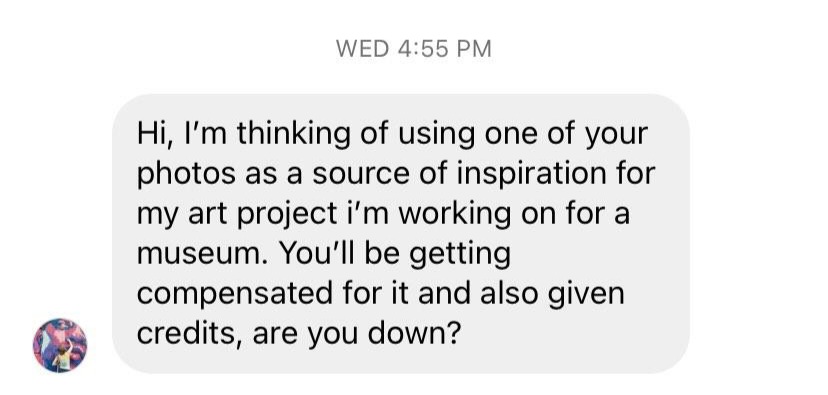 WED 4:55 PM
Hi, I’m thinking of using one of your
photos as a source of inspiration for
my art project i’m working on for a
museum. You’ll be getting
compensated for it and also given
credits, are you down?